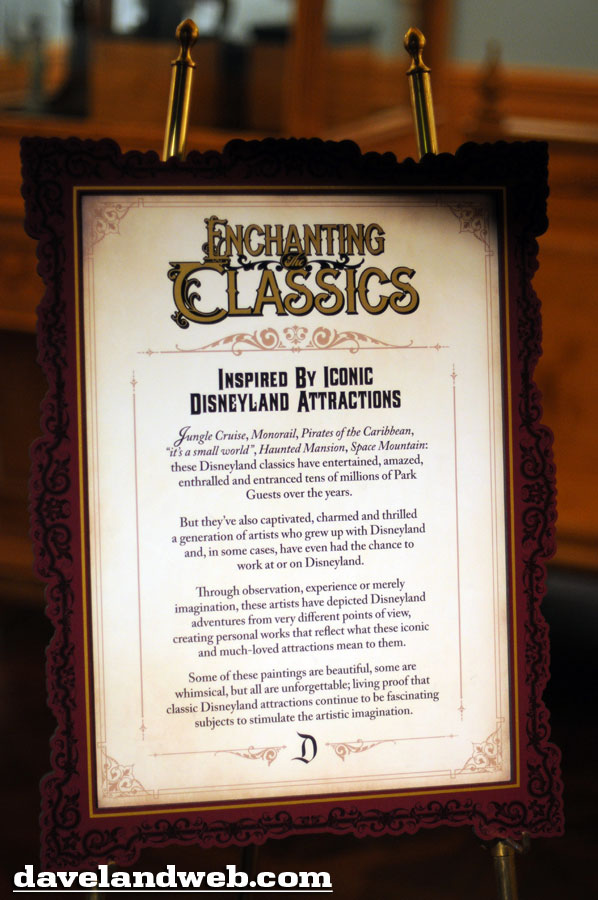 ENCHANTING
The
CLASSICS
INSPIRED BY ICONIC
DISNEYLAND ATTRACTIONS
Jungle Cruise, Monorail, Pirates of the Caribbean,
"it's a small world", Haunted Mansion, Space Mountain:
these Disneyland classics have entertained, amazed,
enthralled and entranced tens of millions of Park
Guests over the years.
But they've also captivated, charmed and thrilled
a generation of artists who grew up with Disneyland
and, in some cases, have even had the chance to
work at or on Disneyland.
Through observation, experience or merely
imagination, these artists have depicted Disneyland
adventures from very different points of view,
creating personal works that reflect what these iconic
and much-loved attractions mean to them.
Some of these paintings are beautiful, some are
whimsical, but all are unforgettable; living proof that
classic Disneyland attractions continue to be fascinating
subjects to stimulate the artistic imagination.
D
davelandweb.com